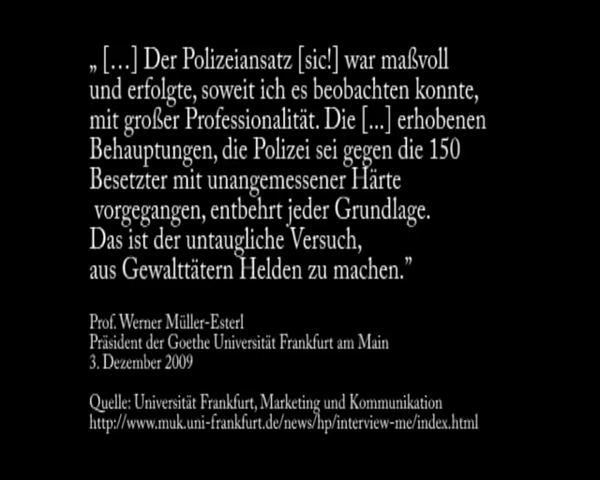 „ […] Der Polizeiansatz [sic!] war maßvoll
und erfolgte, soweit ich es beobachten konnte,
mit großer Professionalität. Die [...] erhobenen
Behauptungen, die Polizei sei gegen die 150
Besetzter mit unangemessener Härte
vorgegangen, entbehrt jeder Grundlage.
Das ist der untaugliche Versuch,
aus Gewalttätern Helden zu machen.”
Prof. Werner Müller-Esterl
Präsident der Goethe Universität Frankfurt am Main
3. Dezember 2009
Quelle: Universität Frankfurt, Marketing und Kommunikation
http://www.muk.uni-frankfurt.de/news/hp/interview-me/index.html